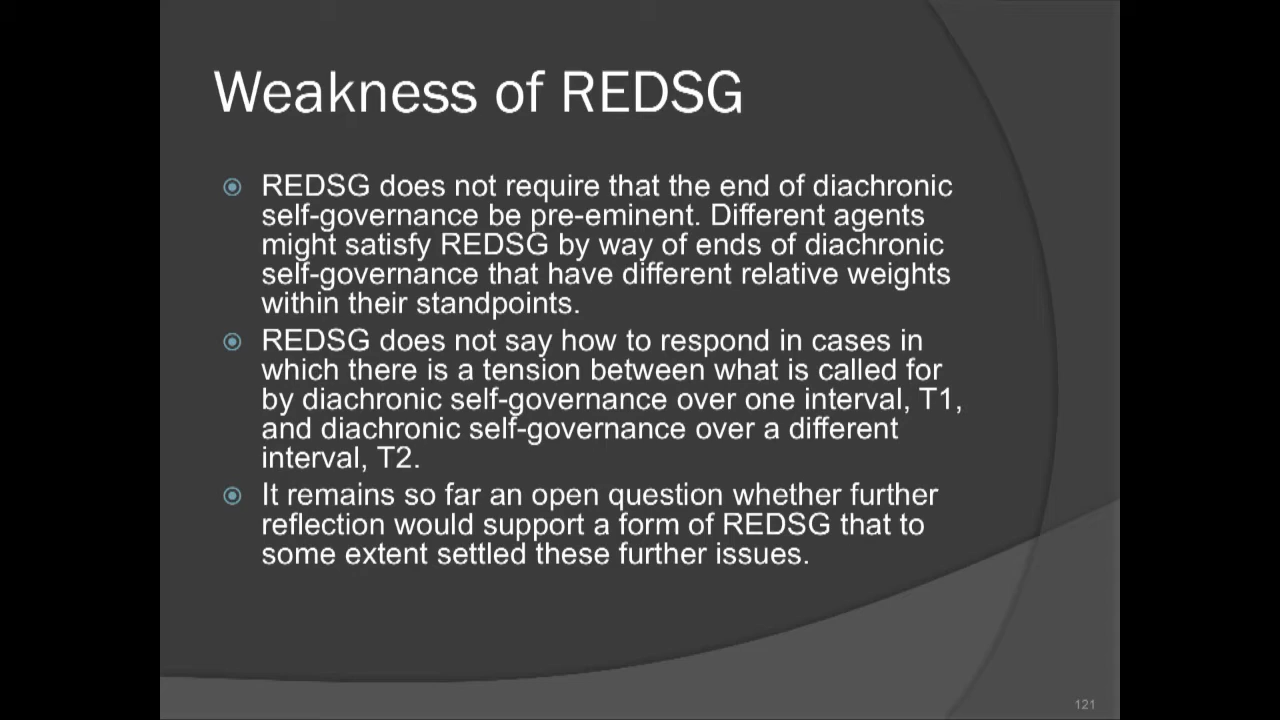 Weakness of REDSG
REDSG does not require that the end of diachronic
self-governance be pre-eminent. Different agents
might satisfy REDSG by way of ends of diachronic
self-governance that have different relative weights
within their standpoints.
REDSG does not say how to respond in cases in
which there is a tension between what is called for
by diachronic self-governance over one interval, T1,
and diachronic self-governance over a different
interval, T2.
It remains so far an open question whether further
reflection would support a form of REDSG that to
some extent settled these further issues.
121